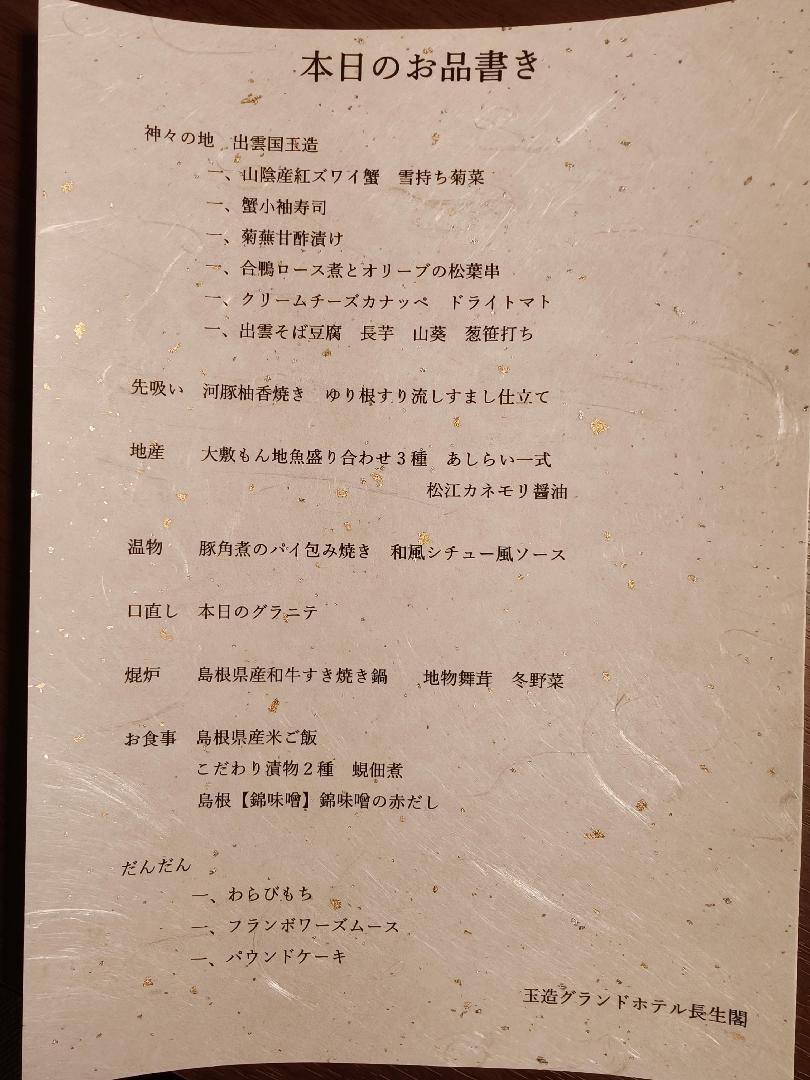 本日のお品書き
神々の地　出雲国玉造
一、山陰産紅ズワイ蟹　雪持ち菊菜
一、蟹小袖寿司
一、菊蕪甘酢漬け
一、合鴨ロース煮とオリーブの松葉串
一、クリームチーズカナッペ　ドライトマト
一、出雲そば豆腐　長芋　山葵　葱笹打ち
先吸い　河豚柚香焼き　ゆり根すり流しすまし仕立て
地産　大敷もん地魚盛り合わせ３種　あしらい一式
松江カネモリ醤油
温物　豚角煮のパイ包み焼き　和風シチュー風ソース
口直し　本日のグラニテ
焜炉　島根県産和牛すき焼き鍋　地物舞茸　冬野菜
お食事　島根県産米ご飯
こだわり漬物２種　蜆佃煮
島根【錦味噌】錦味噌の赤だし
だんだん
一、わらびもち
一、フランボワーズムース
一、パウンドケーキ
玉造グランドホテル長生閣